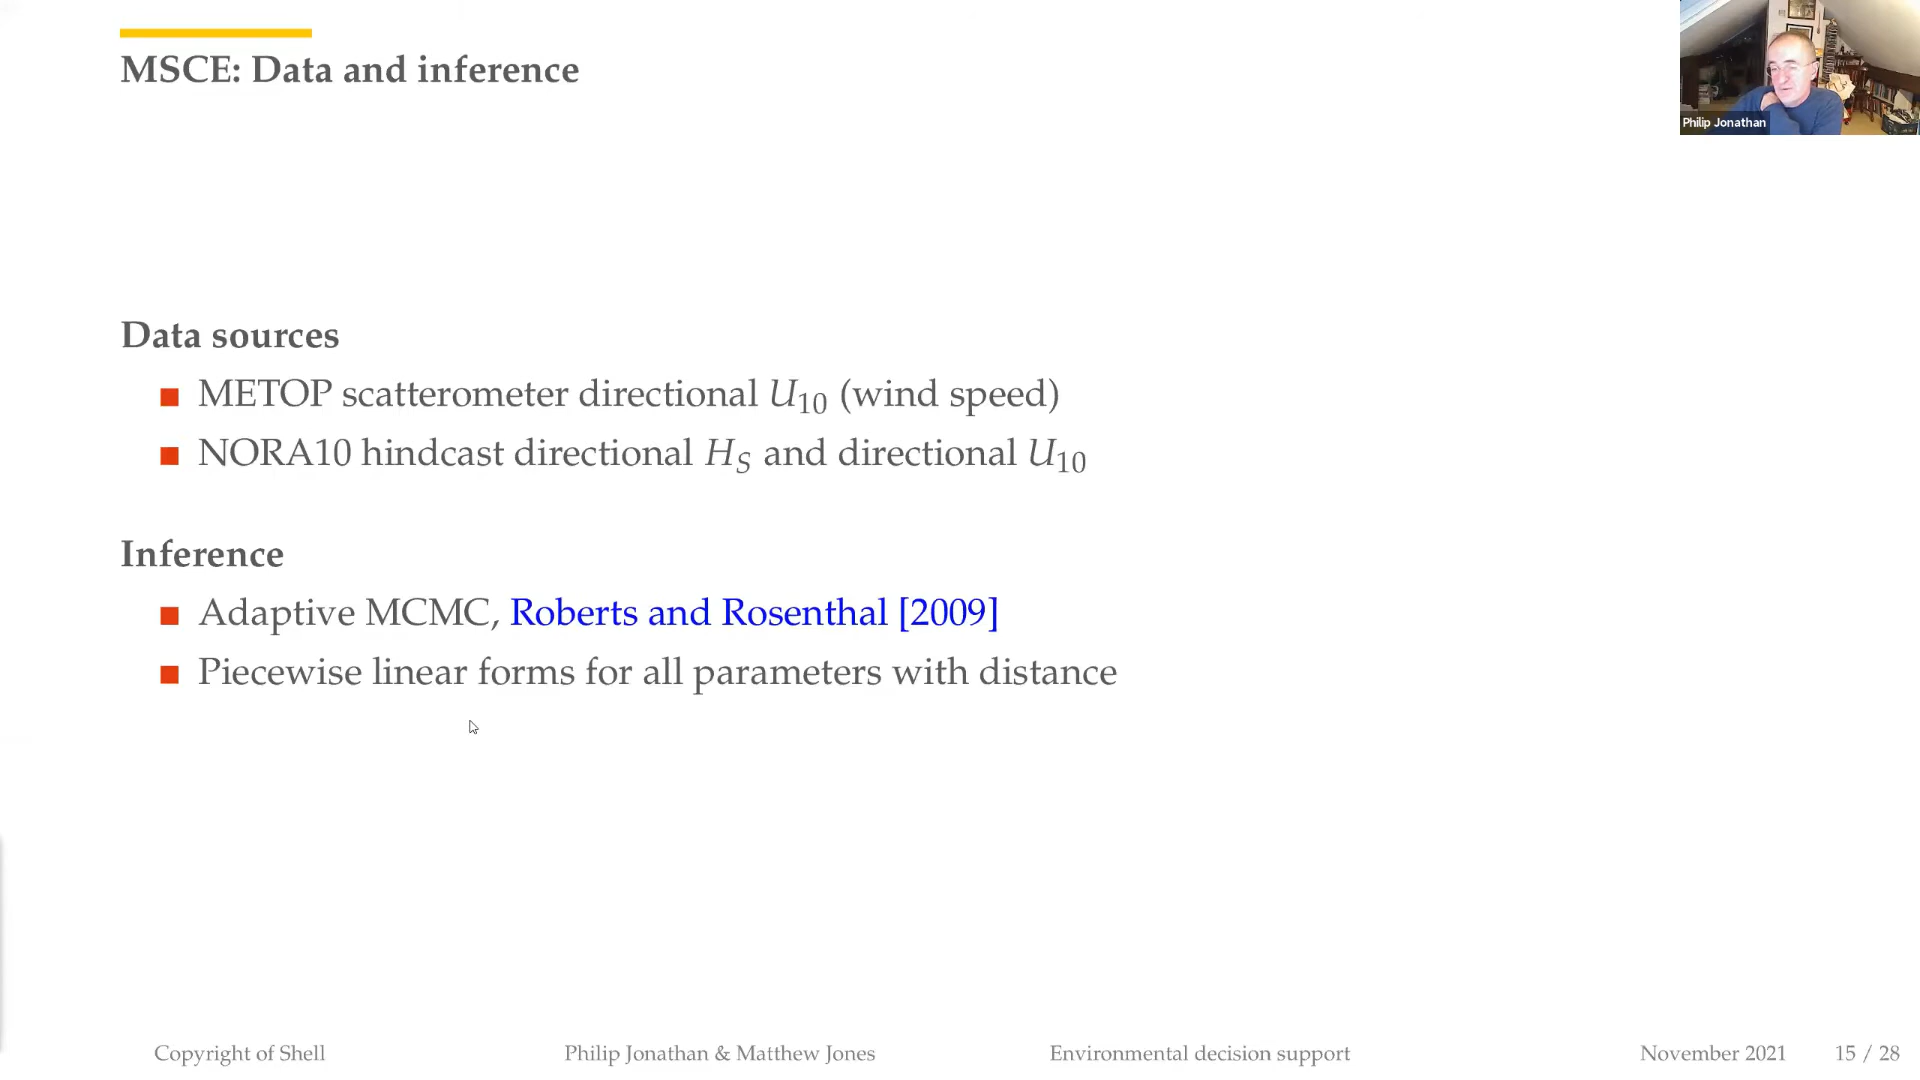 MSCE: Data and inference
Philip Jonathan
Data sources
METOP scatterometer directional U10 (wind speed)
NORA10 hindcast directional HS and directional U10
Inference
Adaptive MCMC, Roberts and Rosenthal [2009]
Piecewise linear forms for all parameters with distance
Copyright of Shell Philip Jonathan & Matthew Jones Environmental decision support November 2021 15 / 28